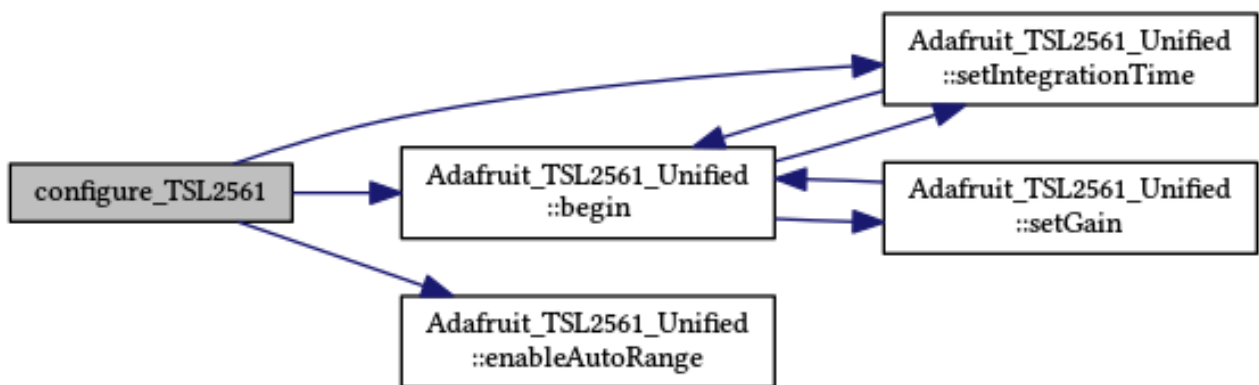 configure_TSL2561
Adafruit_TSL2561_Unified
::begin
Adafruit_TSL2561_Unified
::enableAutoRange
Adafruit_TSL2561_Unified
::setIntegrationTime
Adafruit_TSL2561_Unified
::setGain